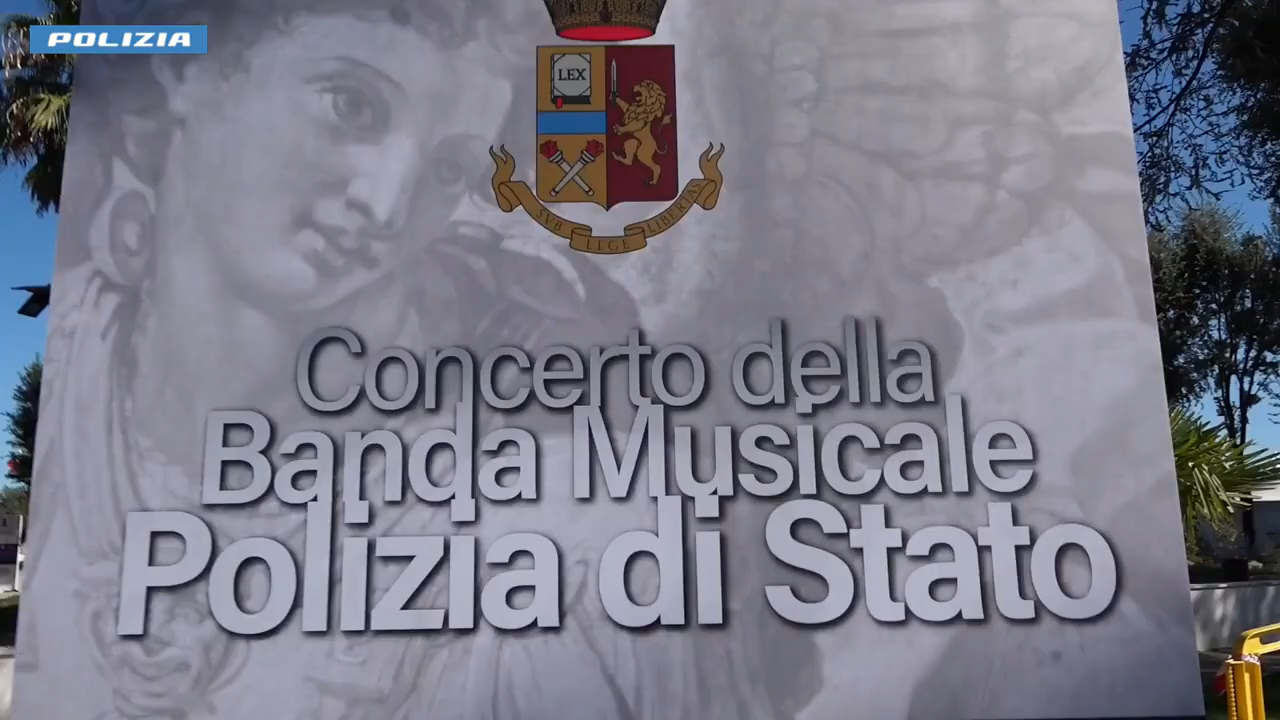 POLIZIA
LEX
SVB LEGE LIBERTAS
Concerto della
Banda Musicale
Polizia di Stato